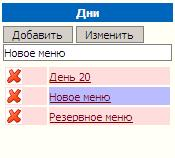 Дни
Добавить Изменить
Новое меню
День 20
Новое меню
Резервное меню